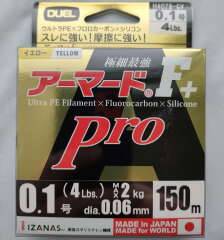 DUEL
H4078-GY
0.1号
4Lbs.
ウルトラPE×フロロカーボン×シリコン
スレに強い!摩擦に強い!
イエロー YELLOW
極細最強
アーマード F+
Ultra PE Filament × Fluorocarbon × Silicone
Pro
0.1号 (4Lbs.) MAX 2kg
dia. 0.06mm
150m
IZANAS
MADE IN JAPAN
MADE for WORLD